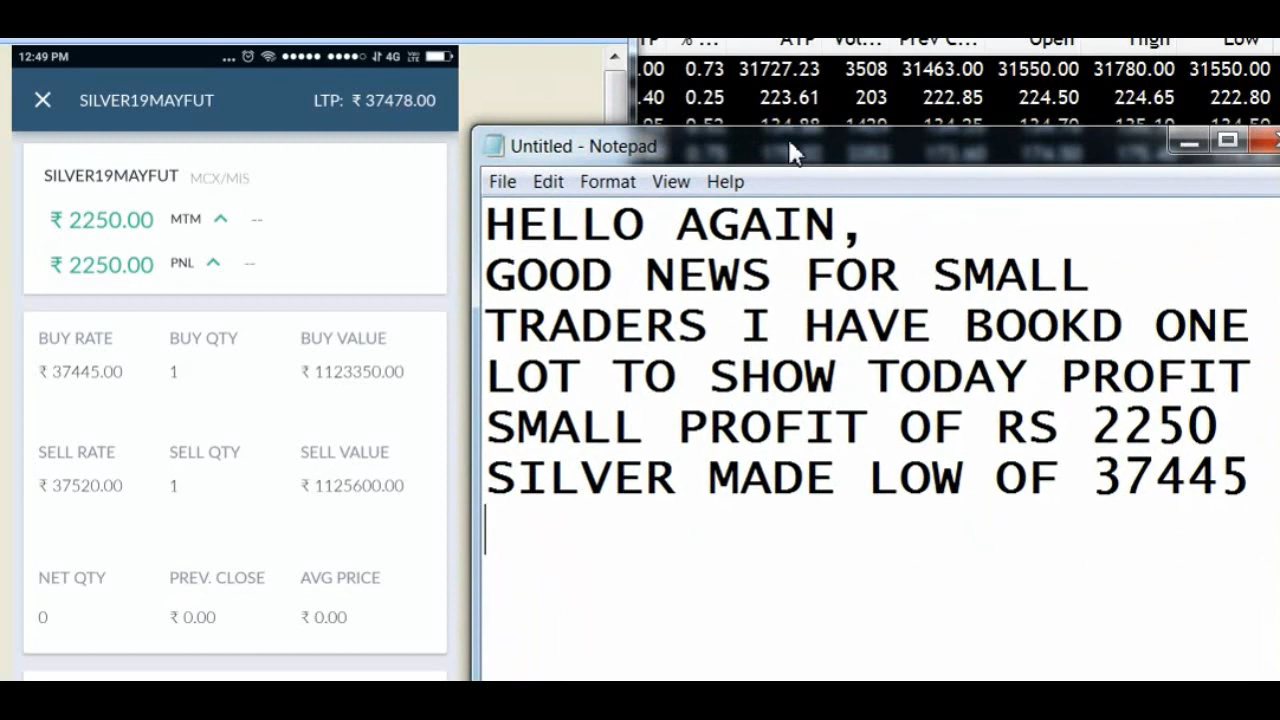 12:49 PM ... 4G VoLTE
SILVER19MAYFUT LTP: ₹ 37478.00
SILVER19MAYFUT MCX/MIS
₹ 2250.00 MTM --
₹ 2250.00 PNL --
BUY RATE BUY QTY BUY VALUE
₹ 37445.00 1 ₹ 1123350.00
SELL RATE SELL QTY SELL VALUE
₹ 37520.00 1 ₹ 1125600.00
NET QTY PREV. CLOSE AVG PRICE
0 ₹ 0.00 ₹ 0.00
% ... ATP Vol... Prev C... Open High Low
.00 0.73 31727.23 3508 31463.00 31550.00 31780.00 31550.00
.40 0.25 223.61 203 222.85 224.50 224.65 222.80
Untitled - Notepad
File Edit Format View Help
HELLO AGAIN,
GOOD NEWS FOR SMALL
TRADERS I HAVE BOOKD ONE
LOT TO SHOW TODAY PROFIT
SMALL PROFIT OF RS 2250
SILVER MADE LOW OF 37445